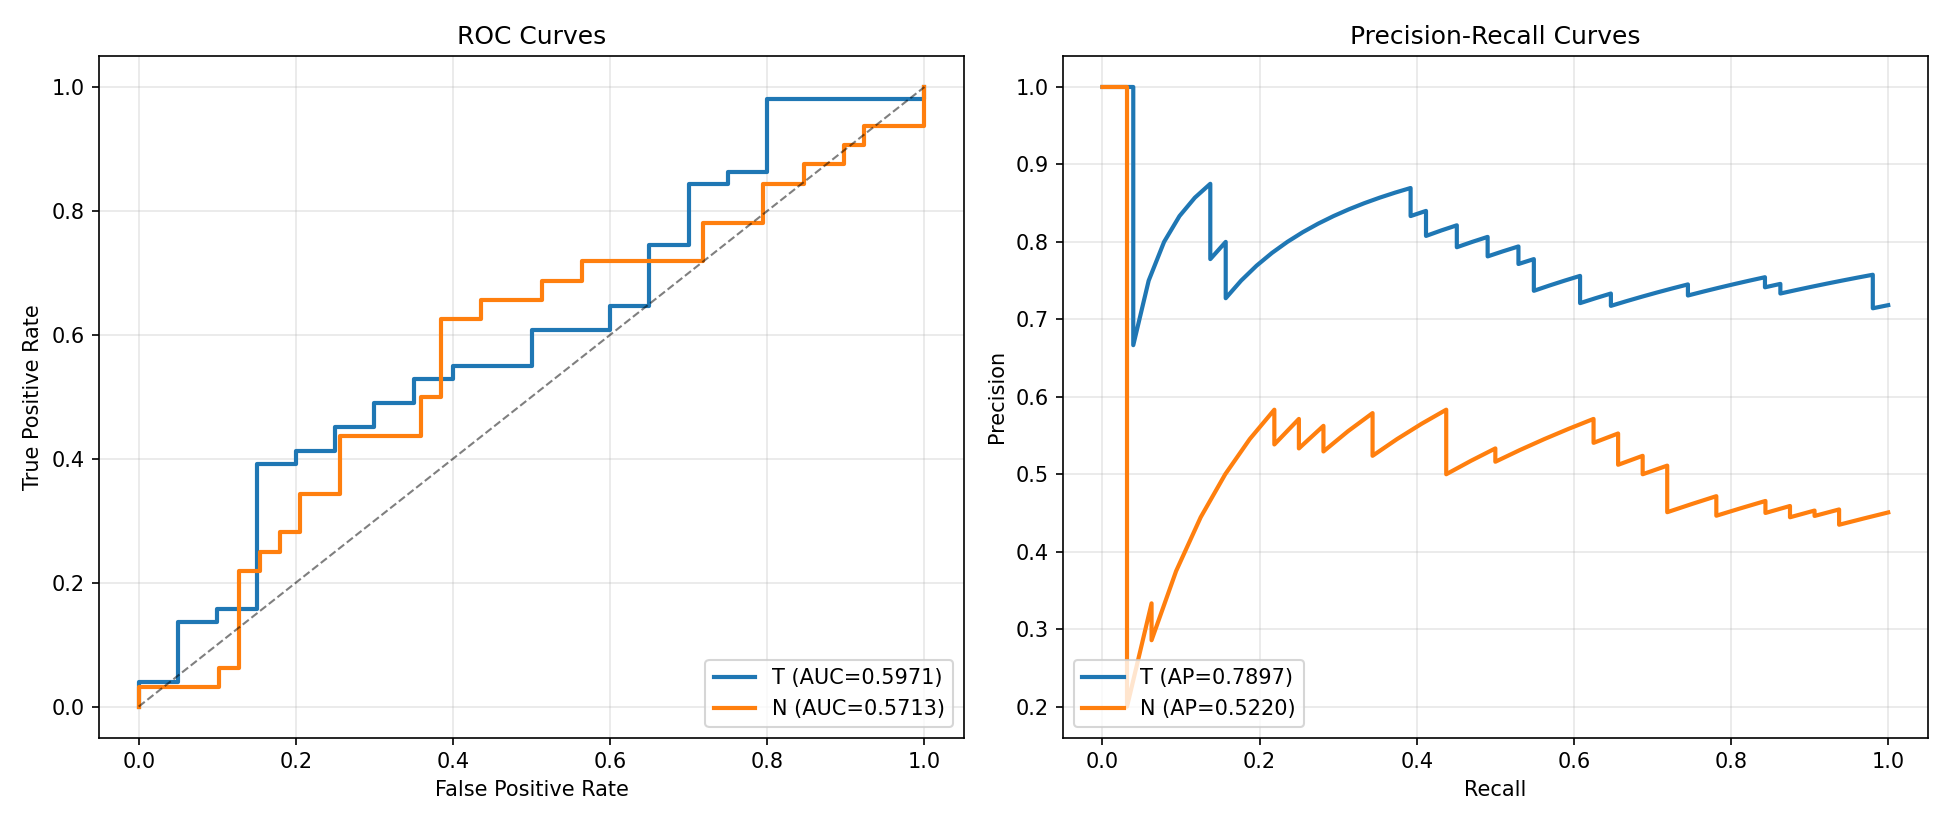 ROC Curves
True Positive Rate
1.0
0.8
0.6
0.4
0.2
0.0
T (AUC=0.5971)
N (AUC=0.5713)
0.0 0.2 0.4 0.6 0.8 1.0
False Positive Rate
Precision-Recall Curves
Precision
1.0
0.9
0.8
0.7
0.6
0.5
0.4
0.3
0.2
T (AP=0.7897)
N (AP=0.5220)
0.0 0.2 0.4 0.6 0.8 1.0
Recall